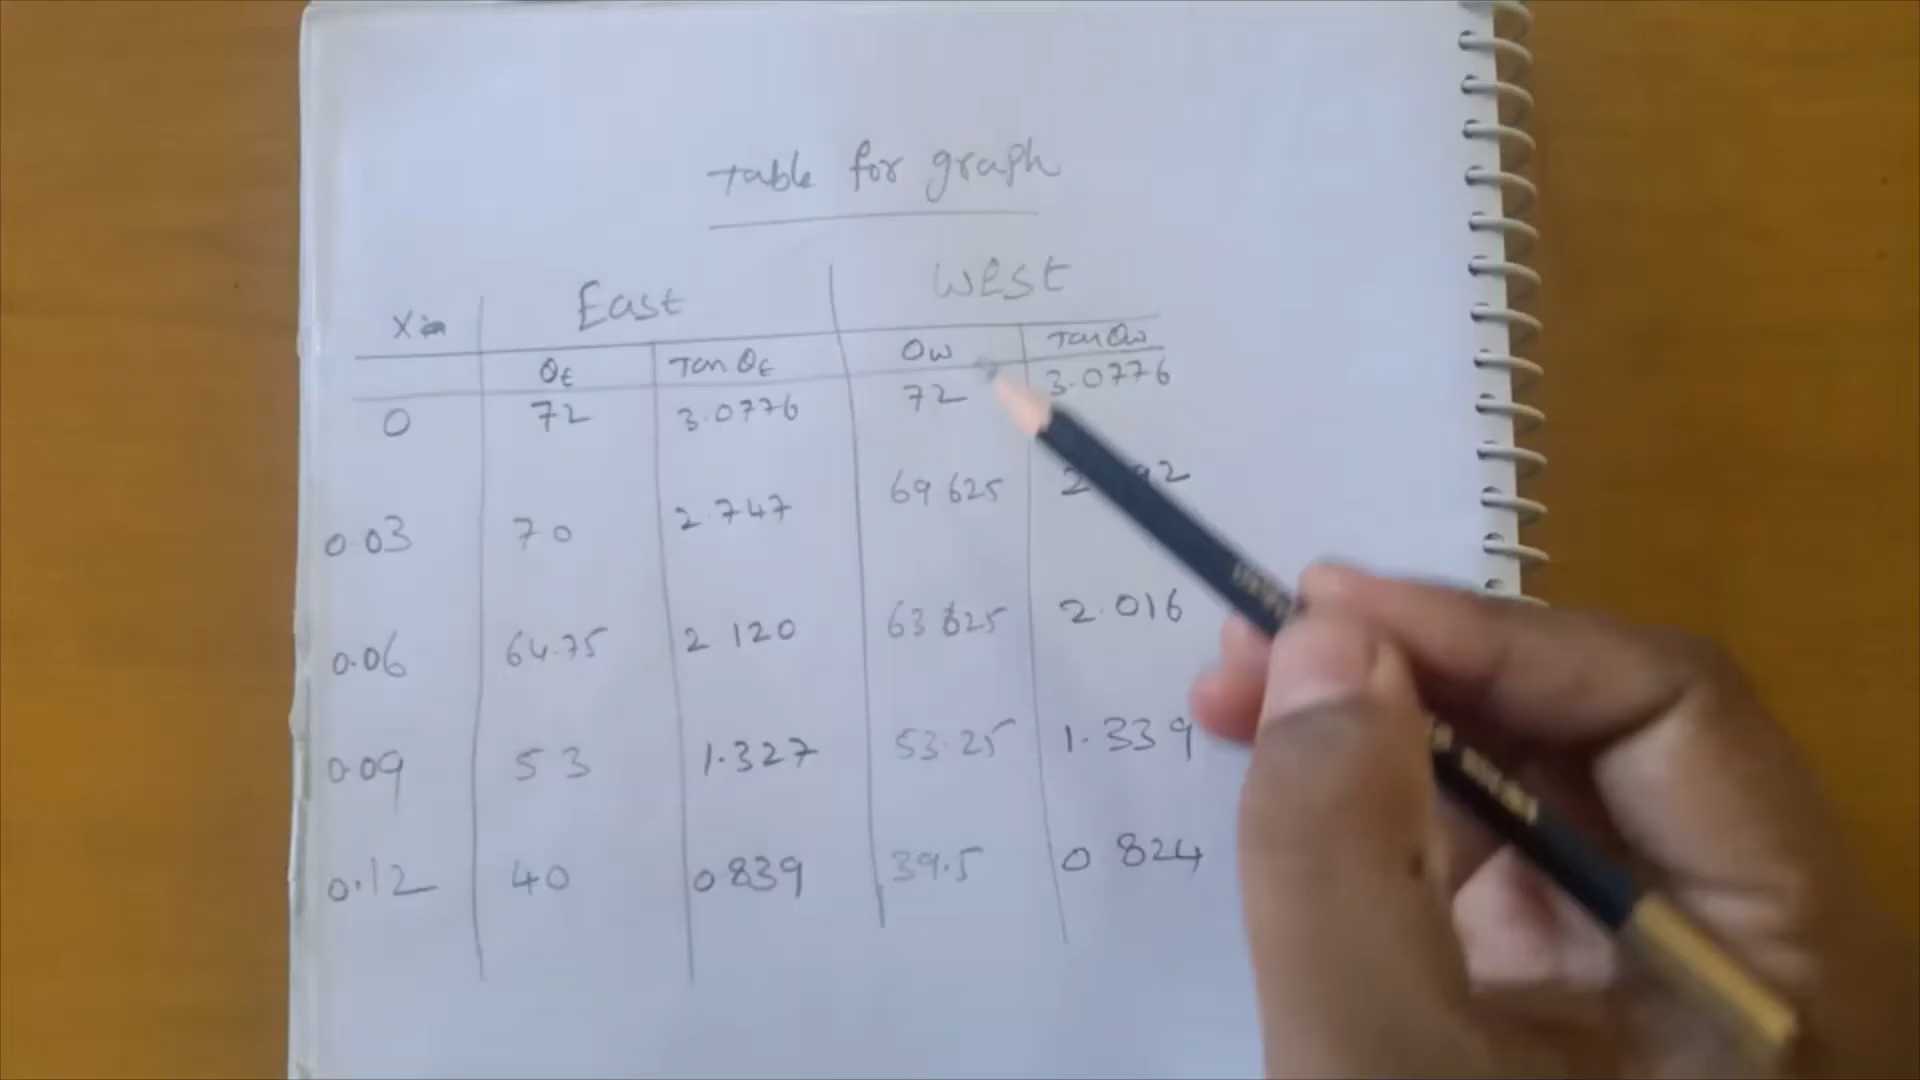 Table for graph
X East West
θE Tan θE θW Tan θW
0 72 3.0776 72 3.0776
0.03 70 2.747 69 625
0.06 64.75 2 120 63 825 2.016
0.09 53 1.327 53.25 1.339
0.12 40 0 839 39.5 0 824